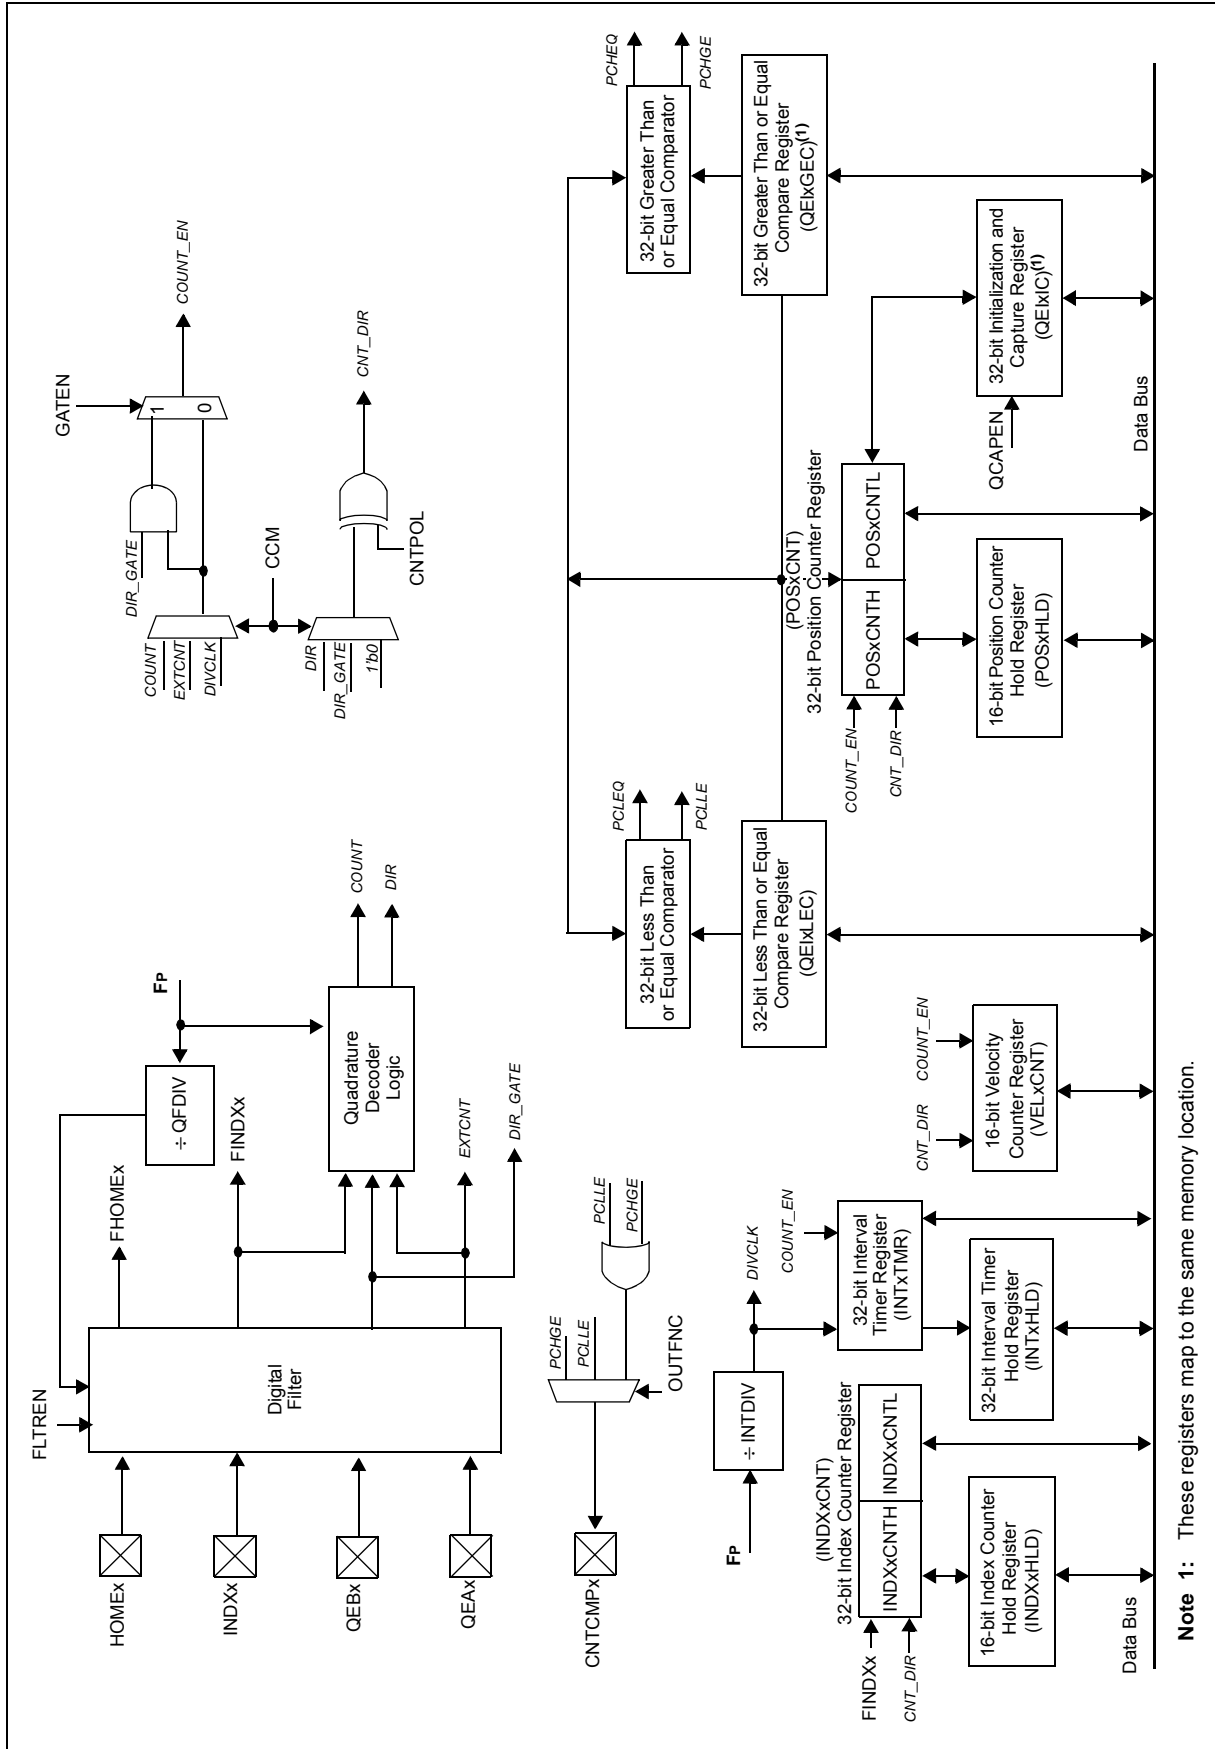 FLTREN
HOMEx
INDXx
QEBx
QEAx
Digital
Filter
FHOMEx
FINDXx
÷ QFDIV
FP
Quadrature
Decoder
Logic
COUNT
DIR
EXTCNT
DIR_GATE
COUNT
EXTCNT
DIVCLK
DIR_GATE
GATEN
1
0
COUNT_EN
CCM
DIR
DIR_GATE
1'b0
CNTPOL
CNT_DIR
CNTCMPx
PCHGE
PCLLE
OUTFNC
PCLLE
PCHGE
FP
÷ INTDIV
DIVCLK
COUNT_EN
(INDXxCNT)
32-bit Index Counter Register
FINDXx
CNT_DIR
INDXxCNTH
INDXxCNTL
16-bit Index Counter
Hold Register
(INDXxHLD)
32-bit Interval
Timer Register
(INTxTMR)
32-bit Interval Timer
Hold Register
(INTxHLD)
CNT_DIR
COUNT_EN
16-bit Velocity
Counter Register
(VELxCNT)
32-bit Less Than
or Equal Comparator
PCLEQ
PCLLE
32-bit Less Than or Equal
Compare Register
(QEIxLEC)
32-bit Greater Than
or Equal Comparator
PCHEQ
PCHGE
32-bit Greater Than or Equal
Compare Register
(QEIxGEC)(1)
(POSxCNT)
32-bit Position Counter Register
COUNT_EN
CNT_DIR
POSxCNTH
POSxCNTL
16-bit Position Counter
Hold Register
(POSxHLD)
QCAPEN
32-bit Initialization and
Capture Register
(QEIxIC)(1)
Data Bus
Data Bus
Note 1: These registers map to the same memory location.